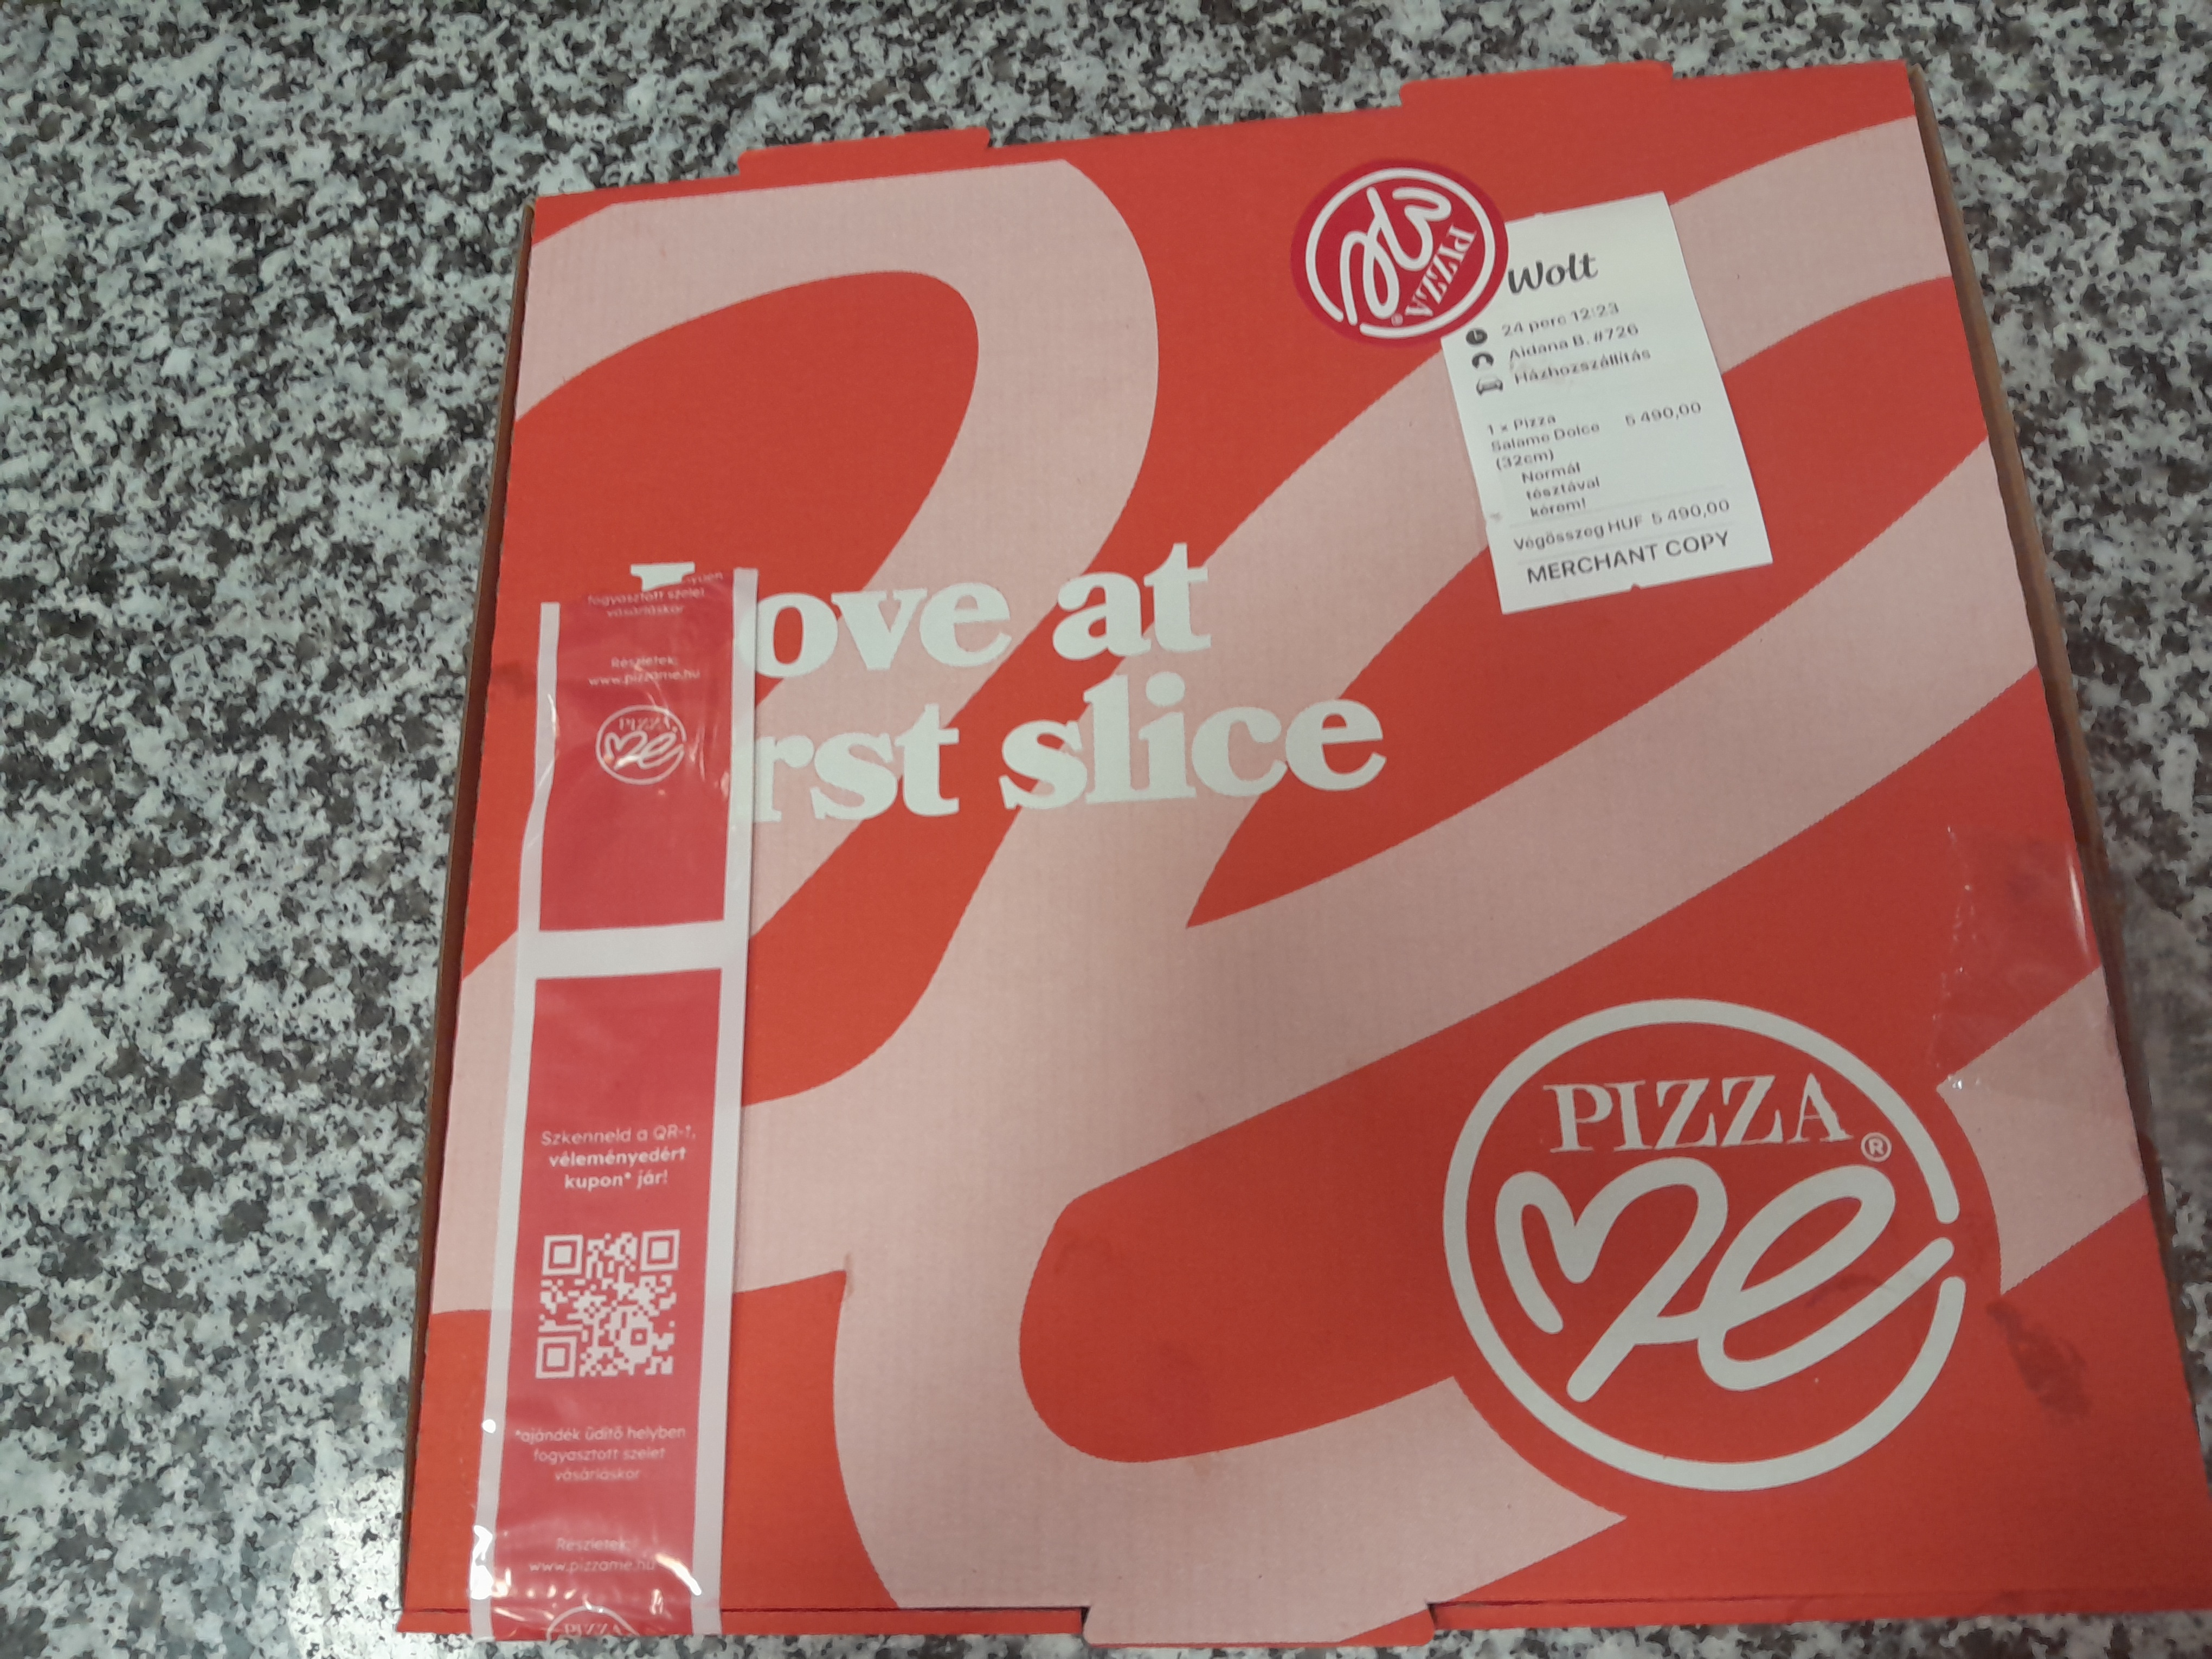 PIZZA
me
®
Wolt
24 perc 12:23
Aidana B. #726
Házhozszállítás
1 x Pizza 5 490,00
Salame Dolce
(32cm)
Normál
tésztával
kérem!
Végösszeg HUF 5 490,00
MERCHANT COPY
Love at
rst slice
fogyasztott szelet
vásárláskor
Részletek:
www.pizzame.hu
PIZZA
me
Szkenneld a QR-t,
véleményedért
kupon* jár!
*ajándék üdítő helyben
fogyasztott szelet
vásárláskor
Részletek:
www.pizzame.hu
PIZZA
PIZZA
me
®